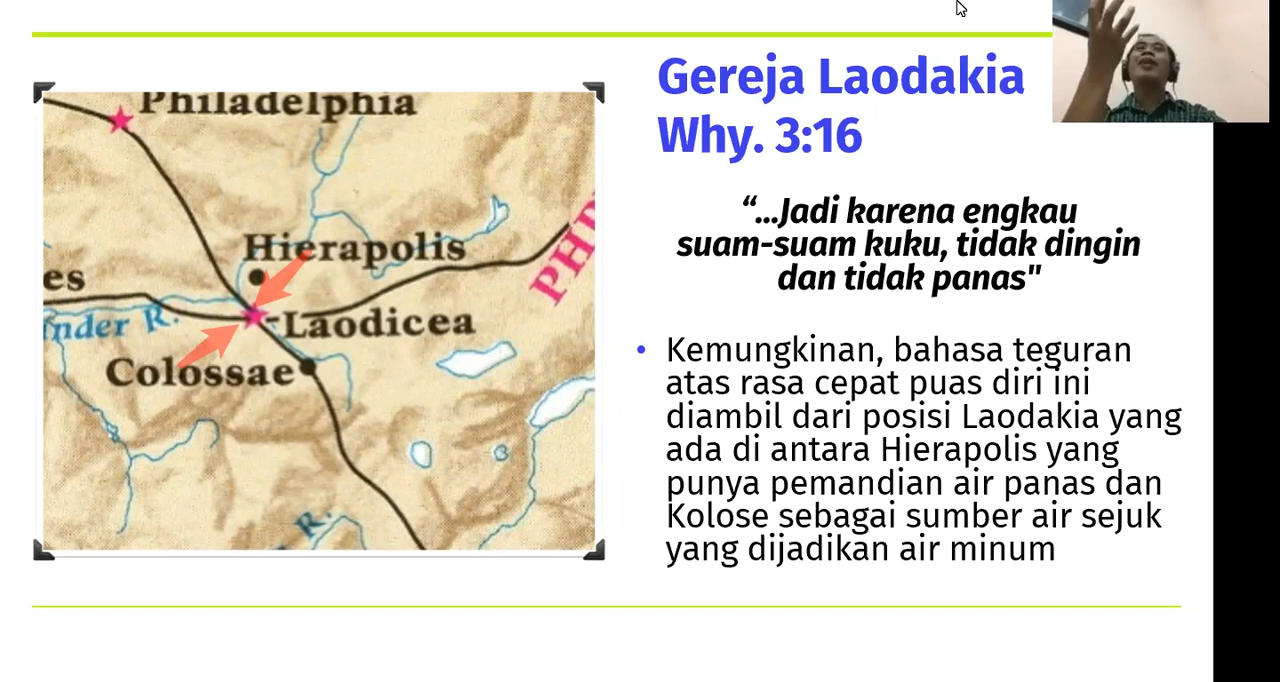 Gereja Laodakia
Why. 3:16
“...Jadi karena engkau
suam-suam kuku, tidak dingin
dan tidak panas"
• Kemungkinan, bahasa teguran
atas rasa cepat puas diri ini
diambil dari posisi Laodakia yang
ada di antara Hierapolis yang
punya pemandian air panas dan
Kolose sebagai sumber air sejuk
yang dijadikan air minum
Philadelphia
Hierapolis
PHR
es
nder R.
Laodicea
Colossae
R.